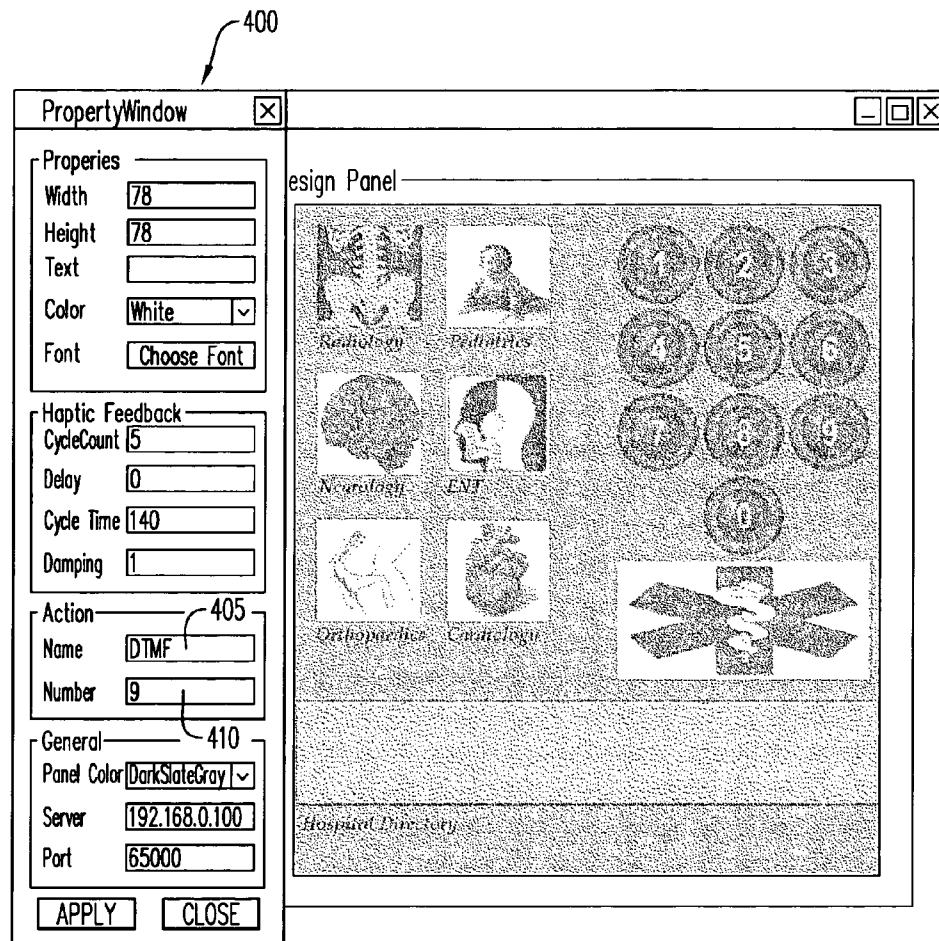 400
PropertyWindow
Properies
Width 78
Height 78
Text
Color White
Font Choose Font
Haptic Feedback
CycleCount 5
Delay 0
Cycle Time 140
Damping 1
Action
405
Name DTMF
Number 9
410
General
Panel Color DarkSlateGray
Server 192.168.0.100
Port 65000
APPLY CLOSE
esign Panel
Radiology Pediatrics
1 2 3
4 5 6
Neurology ENT
7 8 9
0
Orthopaedics Cardiology
Hospital Directory